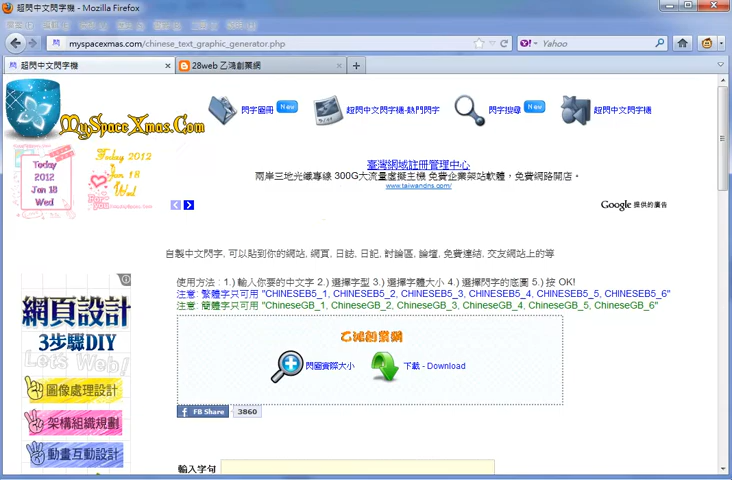 超閃中文閃字機 - Mozilla Firefox
myspacexmas.com/chinese_text_graphic_generator.php
Yahoo
超閃中文閃字機
28web 乙鴻創業網
MySpaceXmas.Com
閃字圖冊 New
超閃中文閃字機-熱門閃字
閃字搜尋 New
超閃中文閃字機
Today 2012 Jan 18 Wed
Today 2012
Jan 18
Wed
臺灣網域註冊管理中心
兩岸三地光纖專線 300G大流量虛擬主機 免費企業架站軟體，免費網路開店。
www.taiwandns.com/
Google 提供的廣告
自製中文閃字, 可以貼到你的網站, 網頁, 日誌, 日記, 討論區, 論壇, 免費連結, 交友網站上的等
使用方法：1.) 輸入你要的中文字 2.) 選擇字型 3.) 選擇字體大小 4.) 選擇閃字的底圖 5.) 按 OK!
注意: 繁體字只可用 "CHINESEB5_1, CHINESEB5_2, CHINESEB5_3, CHINESEB5_4, CHINESEB5_5, CHINESEB5_6"
注意: 簡體字只可用 "ChineseGB_1, ChineseGB_2, ChineseGB_3, ChineseGB_4, ChineseGB_5, ChineseGB_6"
乙鴻創業網
閃圖實際大小
下載 - Download
FB Share 3860
網頁設計
3步驟DIY
Let's Web!
圖像處理設計
架構組織規劃
動畫互動設計
輸入字句